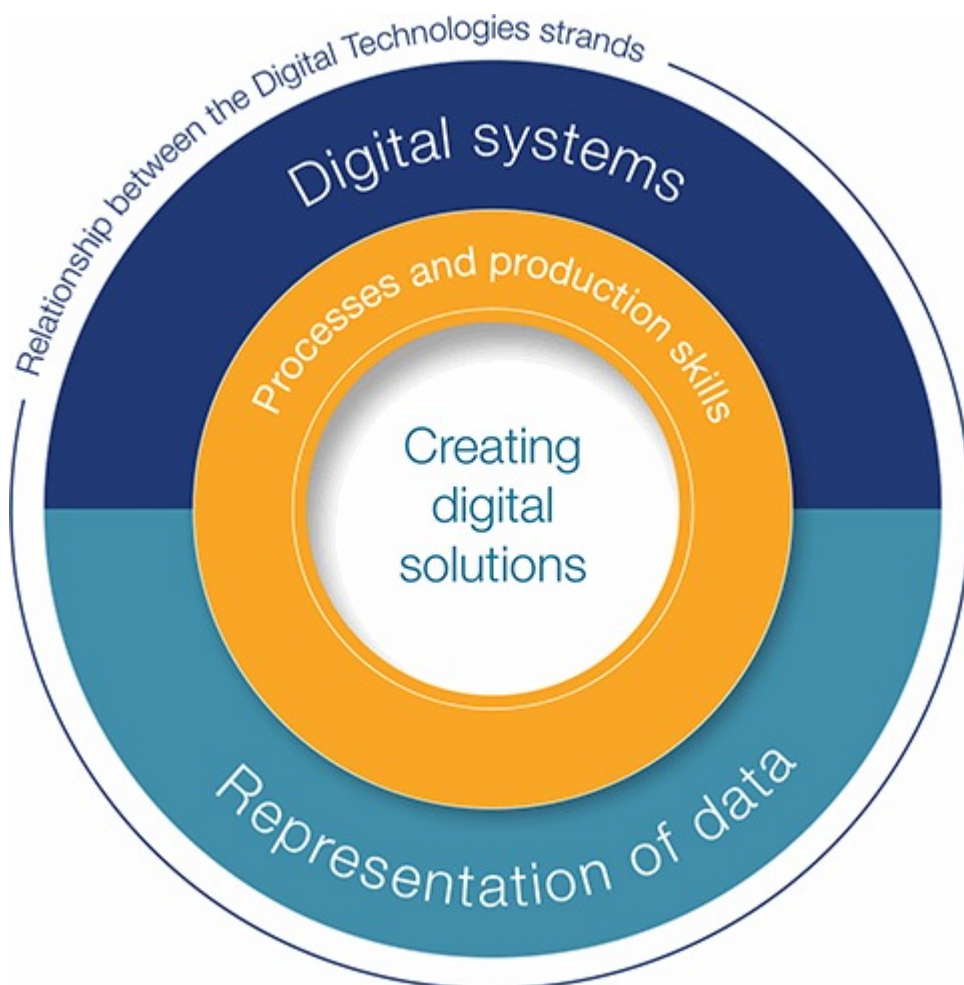 Relationship between the Digital Technologies strands
Digital systems
Processes and production skills
Creating
digital
solutions
Representation of data